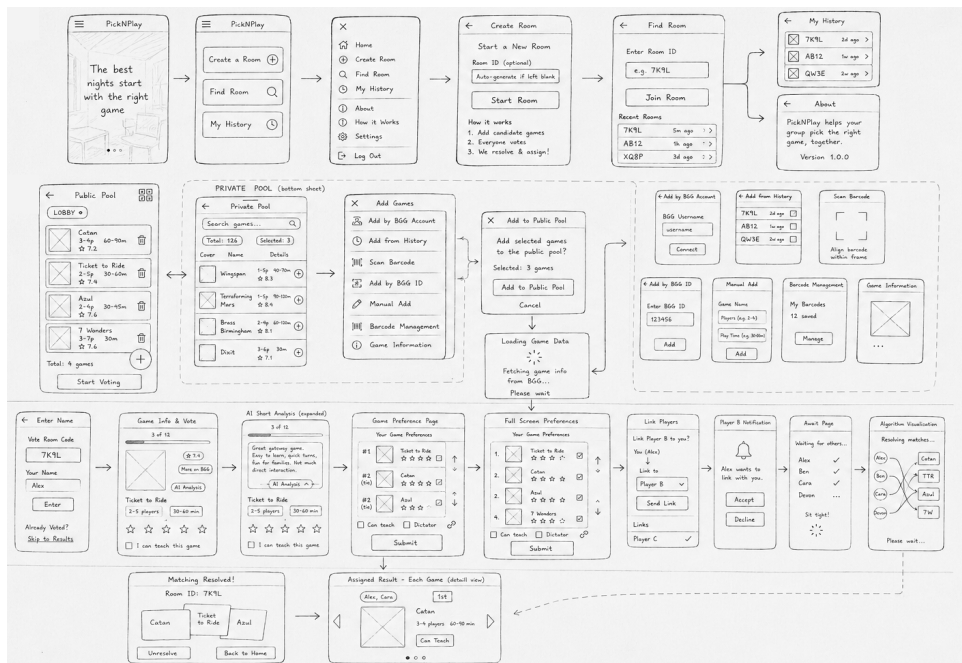 PickNPlay
The best
nights start
with the right
game
PickNPlay
Create a Room
Find Room
My History
Home
Create Room
Find Room
My History
About
How it Works
Settings
Log Out
Create Room
Start a New Room
Room ID (optional)
Auto-generate if left blank
Start Room
How it works
1. Add candidate games
2. Everyone votes
3. We resolve & assign!
Find Room
Enter Room ID
e.g. 7K9L
Join Room
Recent Rooms
7K9L 5m ago
AB12 1h ago
XQ8P 3d ago
My History
7K9L 2d ago
AB12 1w ago
QW3E 2w ago
About
PickNPlay helps your
group pick the right
game, together.
Version 1.0.0
Public Pool
LOBBY
Catan
3-4p 60-90m
7.2
Ticket to Ride
2-5p 30-60m
7.4
Azul
2-4p 30-45m
7.6
7 Wonders
3-7p 30m
7.6
Total: 4 games
Start Voting
PRIVATE POOL (bottom sheet)
Private Pool
Search games...
Total: 126 Selected: 3
Cover Name Details
Wingspan 1-5p 40-70m
8.3
Terraforming
Mars
1-5p 90-120m
8.4
Brass
Birmingham
2-4p 60-120m
8.1
Dixit 3-6p 30m
7.1
Add Games
Add by BGG Account
Add from History
Scan Barcode
Add by BGG ID
Manual Add
Barcode Management
Game Information
Add to Public Pool
Add selected games
to the public pool?
Selected: 3 games
Add to Public Pool
Cancel
Loading Game Data
Fetching game info
from BGG...
Please wait
Add by BGG Account
BGG Username
username
Connect
Add from History
7K9L 2d ago
AB12 1w ago
QW3E 2w ago
Scan Barcode
Align barcode
within frame
Add by BGG ID
Enter BGG ID
123456
Add
Manual Add
Game Name
Players (e.g. 2-4)
Play Time (e.g. 30-60m)
Add
Barcode Management
My Barcodes
12 saved
Manage
Game Information
...
Enter Name
Vote Room Code
7K9L
Your Name
Alex
Enter
Already Voted?
Skip to Results
Game Info & Vote
3 of 12
7.4
More on BGG
AI Analysis
Ticket to Ride
2-5 players 30-60 min
I can teach this game
AI Short Analysis (expanded)
3 of 12
Great gateway game.
Easy to learn, quick turns,
fun for families. Not much
direct interaction.
AI Analysis
Ticket to Ride
2-5 players 30-60 min
I can teach this game
Game Preference Page
Your Game Preferences
#1 Ticket to Ride
#2
(tie)
Catan
#2
(tie)
Azul
Can teach Dictator
Submit
Full Screen Preferences
Your Game Preferences
1. Ticket to Ride
2. Catan
2. Azul
4. 7 Wonders
Can teach Dictator
Submit
Link Players
Link Player B to you?
You (Alex)
Link to
Player B
Send Link
Links
Player C
Player B Notification
Alex wants to
link with you.
Accept
Decline
Await Page
Waiting for others...
Alex
Ben
Cara
Devon ...
Sit tight!
Algorithm Visualization
Resolving matches...
Alex
Ben
Cara
Devon
Catan
TTR
Azul
7W
Please wait...
Matching Resolved!
Room ID: 7K9L
Catan
Ticket
to Ride
Azul
Unresolve Back to Home
Assigned Result - Each Game (detail view)
Alex, Cara 1st
Catan
3-4 players 60-90 min
Can Teach